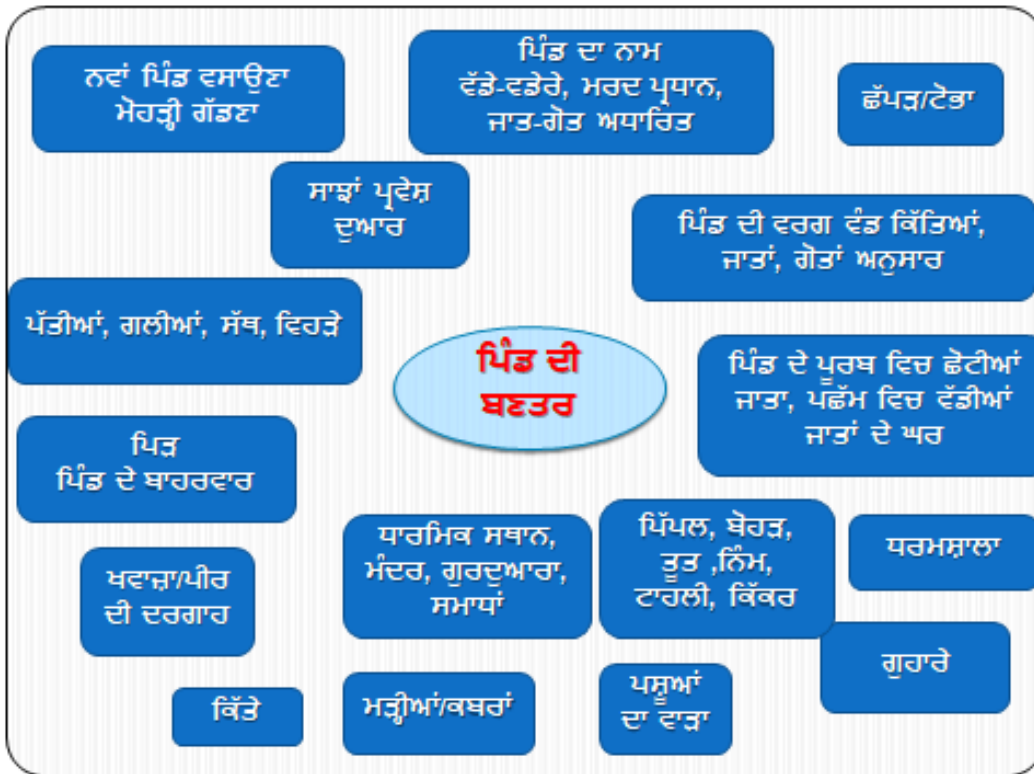 ਨਵਾਂ ਪਿੰਡ ਵਸਾਉਣਾ
ਮੋਹੜ੍ਹੀ ਗੱਡਣਾ
ਪਿੰਡ ਦਾ ਨਾਮ
ਵੱਡੇ-ਵਡੇਰੇ, ਮਰਦ ਪ੍ਰਧਾਨ,
ਜਾਤ-ਗੋਤ ਅਧਾਰਿਤ
ਛੱਪੜ/ਟੋਭਾ
ਸਾਝਾਂ ਪ੍ਰਵੇਸ਼
ਦੁਆਰ
ਪਿੰਡ ਦੀ ਵਰਗ ਵੰਡ ਕਿੱਤਿਆਂ,
ਜਾਤਾਂ, ਗੋਤਾਂ ਅਨੁਸਾਰ
ਪੱਤੀਆਂ, ਗਲੀਆਂ, ਸੱਥ, ਵਿਹੜੇ
ਪਿੰਡ ਦੀ
ਬਣਤਰ
ਪਿੰਡ ਦੇ ਪੂਰਬ ਵਿਚ ਛੋਟੀਆਂ
ਜਾਤਾ, ਪਛੱਮ ਵਿਚ ਵੱਡੀਆਂ
ਜਾਤਾਂ ਦੇ ਘਰ
ਪਿੜ
ਪਿੰਡ ਦੇ ਬਾਹਰਵਾਰ
ਧਾਰਮਿਕ ਸਥਾਨ,
ਮੰਦਰ, ਗੁਰਦੁਆਰਾ,
ਸਮਾਧਾਂ
ਪਿੱਪਲ, ਬੋਹੜ,
ਤੂਤ ,ਨਿੰਮ,
ਟਾਹਲੀ, ਕਿੱਕਰ
ਧਰਮਸ਼ਾਲਾ
ਖਵਾਜ਼ਾ/ਪੀਰ
ਦੀ ਦਰਗਾਹ
ਗੁਹਾਰੇ
ਕਿੱਤੇ
ਮੜ੍ਹੀਆਂ/ਕਬਰਾਂ
ਪਸ਼ੂਆਂ
ਦਾ ਵਾੜਾ